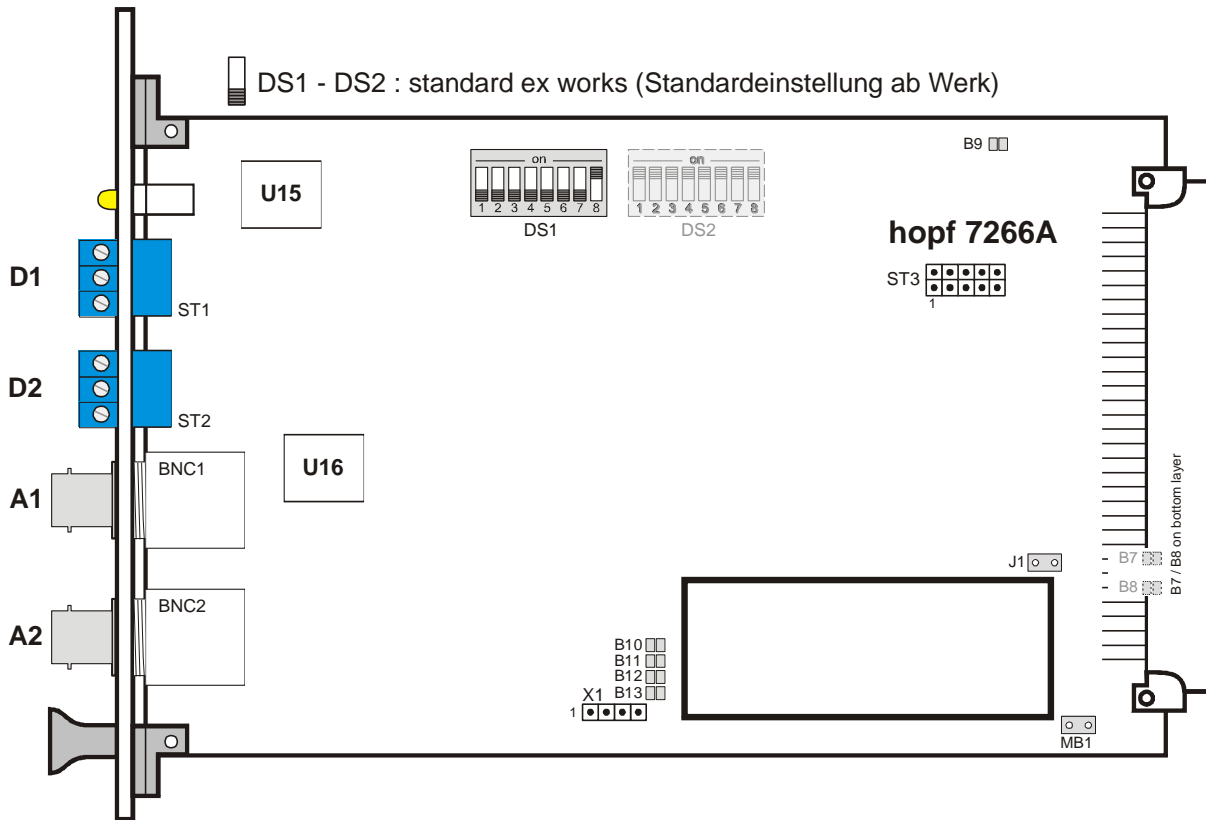 DS1 - DS2 : standard ex works (Standardeinstellung ab Werk)
B9
U15
on
1 2 3 4 5 6 7 8
DS1
on
1 2 3 4 5 6 7 8
DS2
hopf 7266A
D1
ST1
ST3
1
D2
ST2
U16
BNC1
A1
B7 / B8 on bottom layer
J1
B7
B8
BNC2
A2
B10
B11
B12
B13
X1
1
MB1